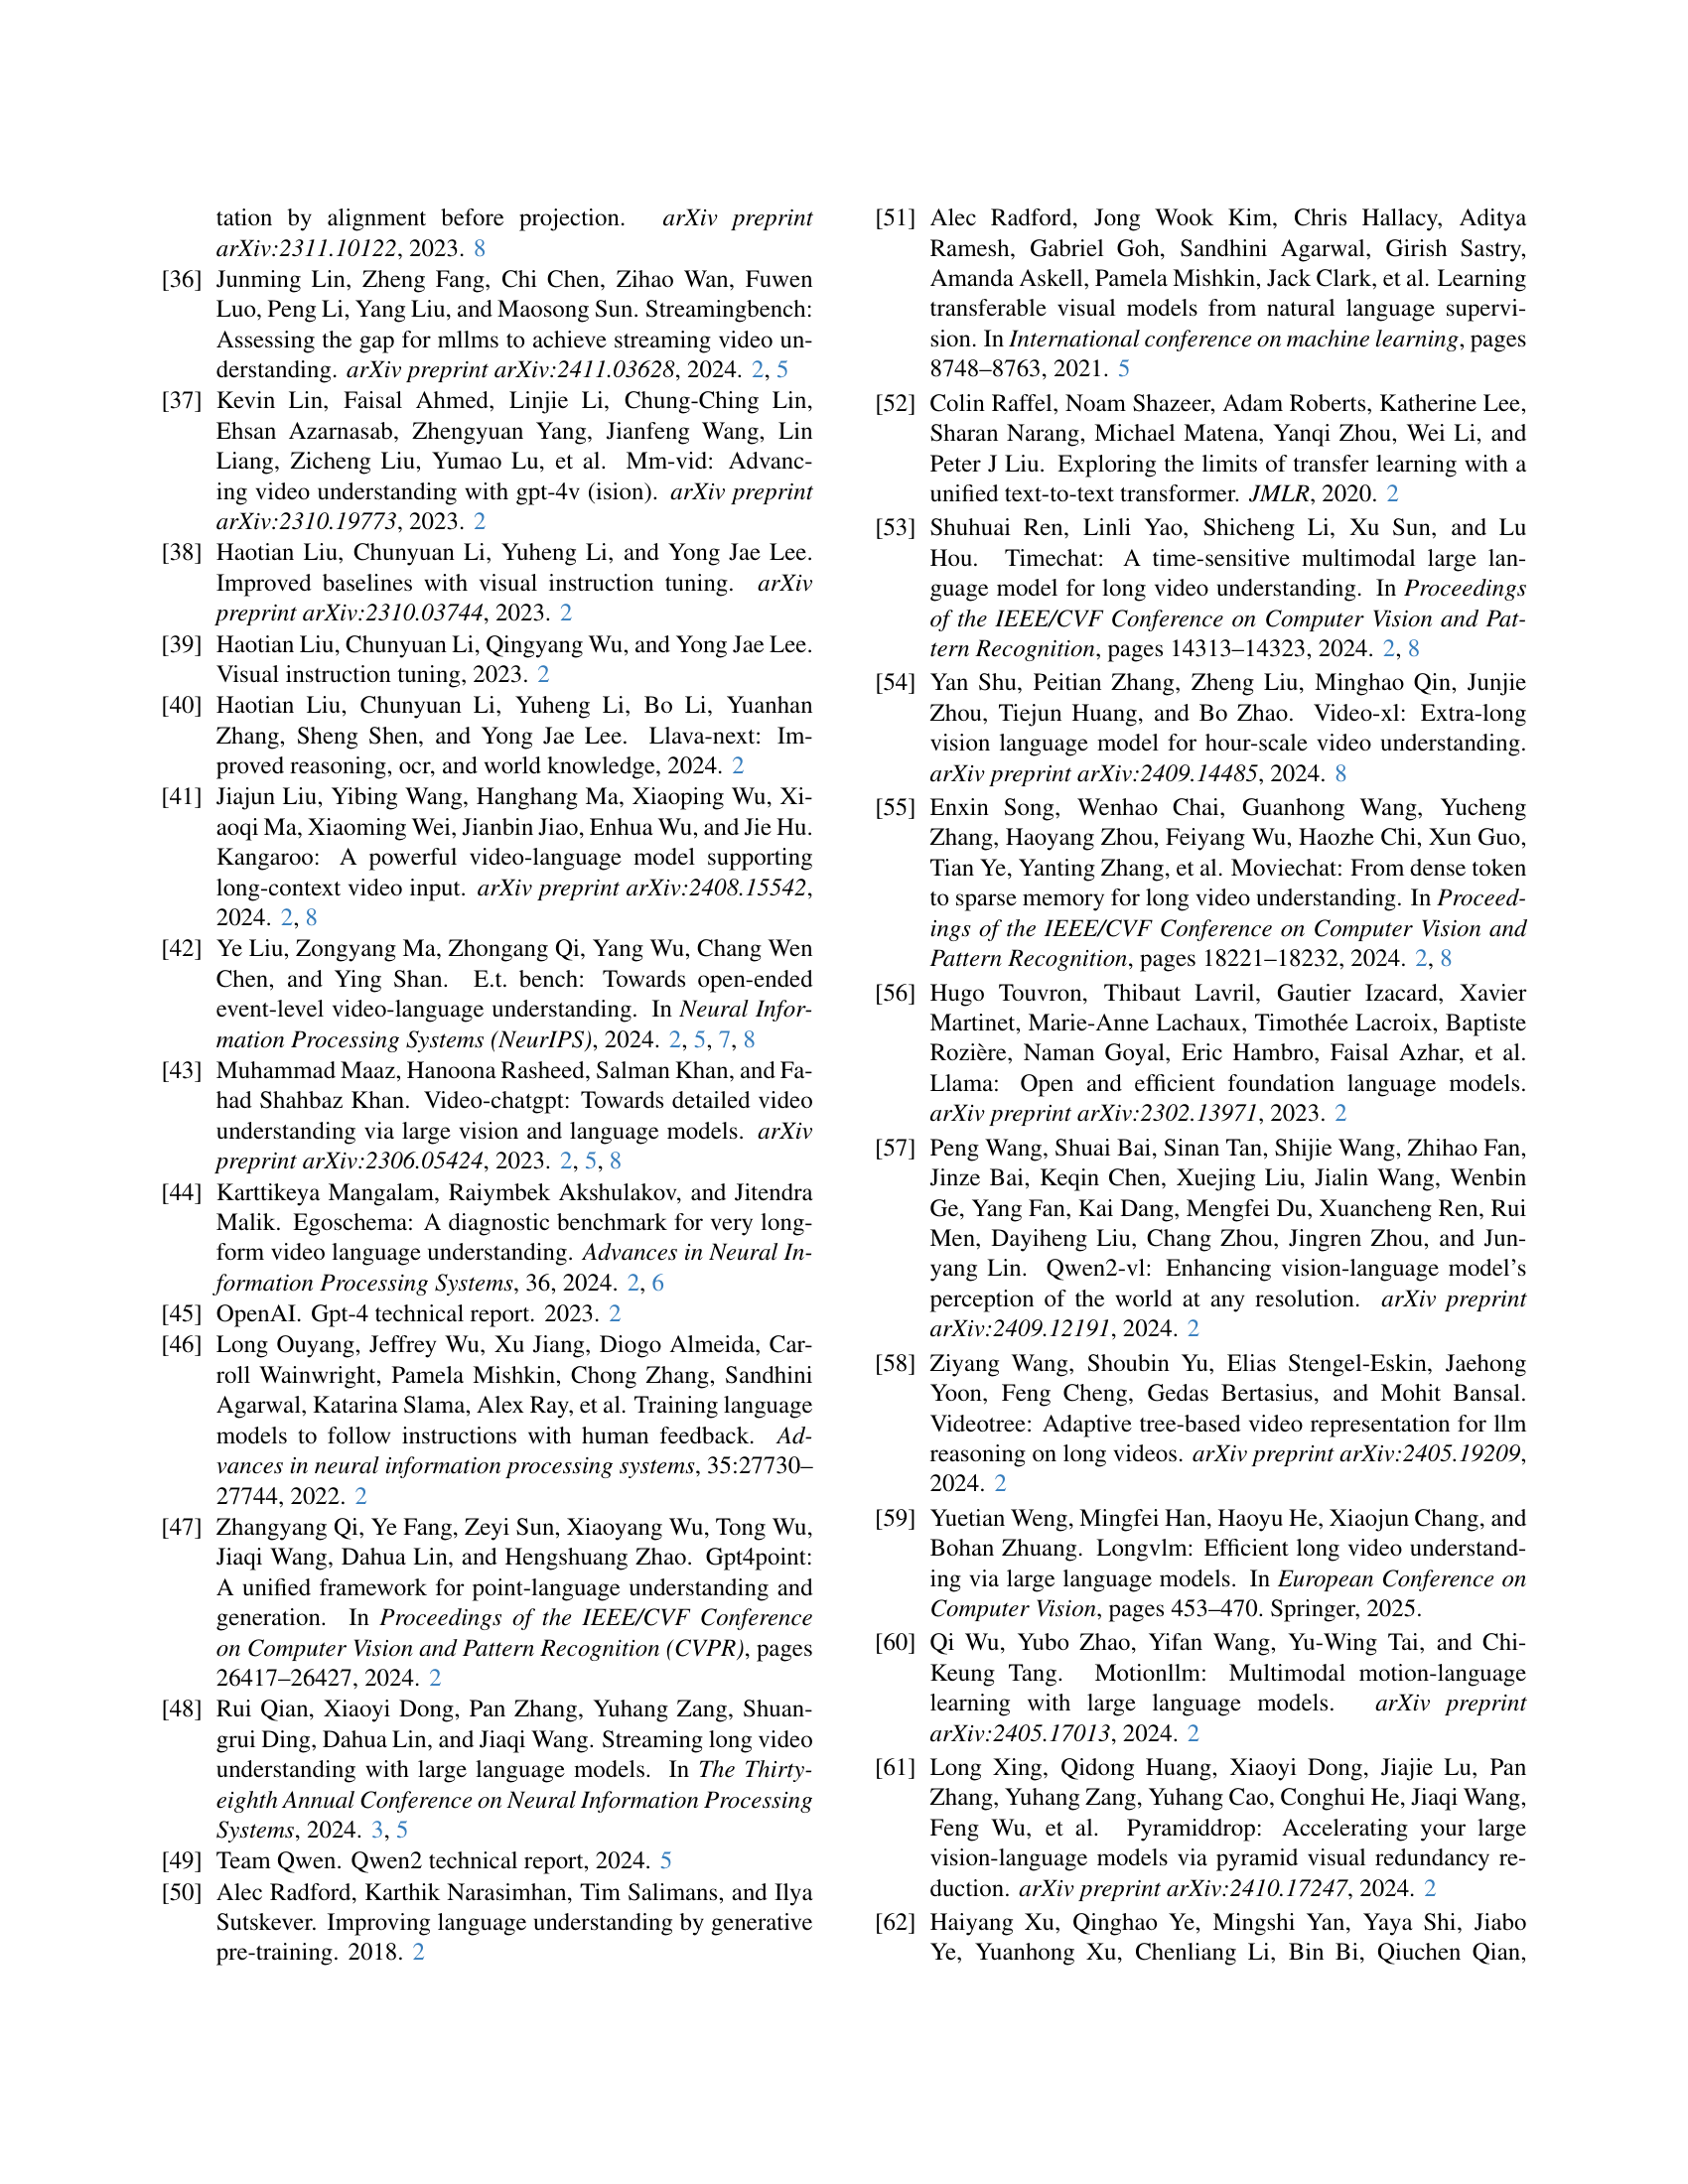 tation by alignment before projection. arXiv preprint
arXiv:2311.10122, 2023. 8
[36] Junming Lin, Zheng Fang, Chi Chen, Zihao Wan, Fuwen
Luo, Peng Li, Yang Liu, and Maosong Sun. Streamingbench:
Assessing the gap for mllms to achieve streaming video un-
derstanding. arXiv preprint arXiv:2411.03628, 2024. 2, 5
[37] Kevin Lin, Faisal Ahmed, Linjie Li, Chung-Ching Lin,
Ehsan Azarnasab, Zhengyuan Yang, Jianfeng Wang, Lin
Liang, Zicheng Liu, Yumao Lu, et al. Mm-vid: Advanc-
ing video understanding with gpt-4v (ision). arXiv preprint
arXiv:2310.19773, 2023. 2
[38] Haotian Liu, Chunyuan Li, Yuheng Li, and Yong Jae Lee.
Improved baselines with visual instruction tuning. arXiv
preprint arXiv:2310.03744, 2023. 2
[39] Haotian Liu, Chunyuan Li, Qingyang Wu, and Yong Jae Lee.
Visual instruction tuning, 2023. 2
[40] Haotian Liu, Chunyuan Li, Yuheng Li, Bo Li, Yuanhan
Zhang, Sheng Shen, and Yong Jae Lee. Llava-next: Im-
proved reasoning, ocr, and world knowledge, 2024. 2
[41] Jiajun Liu, Yibing Wang, Hanghang Ma, Xiaoping Wu, Xi-
aoqi Ma, Xiaoming Wei, Jianbin Jiao, Enhua Wu, and Jie Hu.
Kangaroo: A powerful video-language model supporting
long-context video input. arXiv preprint arXiv:2408.15542,
2024. 2, 8
[42] Ye Liu, Zongyang Ma, Zhongang Qi, Yang Wu, Chang Wen
Chen, and Ying Shan. E.t. bench: Towards open-ended
event-level video-language understanding. In Neural Infor-
mation Processing Systems (NeurIPS), 2024. 2, 5, 7, 8
[43] Muhammad Maaz, Hanoona Rasheed, Salman Khan, and Fa-
had Shahbaz Khan. Video-chatgpt: Towards detailed video
understanding via large vision and language models. arXiv
preprint arXiv:2306.05424, 2023. 2, 5, 8
[44] Karttikeya Mangalam, Raiymbek Akshulakov, and Jitendra
Malik. Egoschema: A diagnostic benchmark for very long-
form video language understanding. Advances in Neural In-
formation Processing Systems, 36, 2024. 2, 6
[45] OpenAI. Gpt-4 technical report. 2023. 2
[46] Long Ouyang, Jeffrey Wu, Xu Jiang, Diogo Almeida, Car-
roll Wainwright, Pamela Mishkin, Chong Zhang, Sandhini
Agarwal, Katarina Slama, Alex Ray, et al. Training language
models to follow instructions with human feedback. Ad-
vances in neural information processing systems, 35:27730–
27744, 2022. 2
[47] Zhangyang Qi, Ye Fang, Zeyi Sun, Xiaoyang Wu, Tong Wu,
Jiaqi Wang, Dahua Lin, and Hengshuang Zhao. Gpt4point:
A unified framework for point-language understanding and
generation. In Proceedings of the IEEE/CVF Conference
on Computer Vision and Pattern Recognition (CVPR), pages
26417–26427, 2024. 2
[48] Rui Qian, Xiaoyi Dong, Pan Zhang, Yuhang Zang, Shuan-
grui Ding, Dahua Lin, and Jiaqi Wang. Streaming long video
understanding with large language models. In The Thirty-
eighth Annual Conference on Neural Information Processing
Systems, 2024. 3, 5
[49] Team Qwen. Qwen2 technical report, 2024. 5
[50] Alec Radford, Karthik Narasimhan, Tim Salimans, and Ilya
Sutskever. Improving language understanding by generative
pre-training. 2018. 2
[51] Alec Radford, Jong Wook Kim, Chris Hallacy, Aditya
Ramesh, Gabriel Goh, Sandhini Agarwal, Girish Sastry,
Amanda Askell, Pamela Mishkin, Jack Clark, et al. Learning
transferable visual models from natural language supervi-
sion. In International conference on machine learning, pages
8748–8763, 2021. 5
[52] Colin Raffel, Noam Shazeer, Adam Roberts, Katherine Lee,
Sharan Narang, Michael Matena, Yanqi Zhou, Wei Li, and
Peter J Liu. Exploring the limits of transfer learning with a
unified text-to-text transformer. JMLR, 2020. 2
[53] Shuhuai Ren, Linli Yao, Shicheng Li, Xu Sun, and Lu
Hou. Timechat: A time-sensitive multimodal large lan-
guage model for long video understanding. In Proceedings
of the IEEE/CVF Conference on Computer Vision and Pat-
tern Recognition, pages 14313–14323, 2024. 2, 8
[54] Yan Shu, Peitian Zhang, Zheng Liu, Minghao Qin, Junjie
Zhou, Tiejun Huang, and Bo Zhao. Video-xl: Extra-long
vision language model for hour-scale video understanding.
arXiv preprint arXiv:2409.14485, 2024. 8
[55] Enxin Song, Wenhao Chai, Guanhong Wang, Yucheng
Zhang, Haoyang Zhou, Feiyang Wu, Haozhe Chi, Xun Guo,
Tian Ye, Yanting Zhang, et al. Moviechat: From dense token
to sparse memory for long video understanding. In Proceed-
ings of the IEEE/CVF Conference on Computer Vision and
Pattern Recognition, pages 18221–18232, 2024. 2, 8
[56] Hugo Touvron, Thibaut Lavril, Gautier Izacard, Xavier
Martinet, Marie-Anne Lachaux, Timothée Lacroix, Baptiste
Rozière, Naman Goyal, Eric Hambro, Faisal Azhar, et al.
Llama: Open and efficient foundation language models.
arXiv preprint arXiv:2302.13971, 2023. 2
[57] Peng Wang, Shuai Bai, Sinan Tan, Shijie Wang, Zhihao Fan,
Jinze Bai, Keqin Chen, Xuejing Liu, Jialin Wang, Wenbin
Ge, Yang Fan, Kai Dang, Mengfei Du, Xuancheng Ren, Rui
Men, Dayiheng Liu, Chang Zhou, Jingren Zhou, and Jun-
yang Lin. Qwen2-vl: Enhancing vision-language model’s
perception of the world at any resolution. arXiv preprint
arXiv:2409.12191, 2024. 2
[58] Ziyang Wang, Shoubin Yu, Elias Stengel-Eskin, Jaehong
Yoon, Feng Cheng, Gedas Bertasius, and Mohit Bansal.
Videotree: Adaptive tree-based video representation for llm
reasoning on long videos. arXiv preprint arXiv:2405.19209,
2024. 2
[59] Yuetian Weng, Mingfei Han, Haoyu He, Xiaojun Chang, and
Bohan Zhuang. Longvlm: Efficient long video understand-
ing via large language models. In European Conference on
Computer Vision, pages 453–470. Springer, 2025.
[60] Qi Wu, Yubo Zhao, Yifan Wang, Yu-Wing Tai, and Chi-
Keung Tang. Motionllm: Multimodal motion-language
learning with large language models. arXiv preprint
arXiv:2405.17013, 2024. 2
[61] Long Xing, Qidong Huang, Xiaoyi Dong, Jiajie Lu, Pan
Zhang, Yuhang Zang, Yuhang Cao, Conghui He, Jiaqi Wang,
Feng Wu, et al. Pyramiddrop: Accelerating your large
vision-language models via pyramid visual redundancy re-
duction. arXiv preprint arXiv:2410.17247, 2024. 2
[62] Haiyang Xu, Qinghao Ye, Mingshi Yan, Yaya Shi, Jiabo
Ye, Yuanhong Xu, Chenliang Li, Bin Bi, Qiuchen Qian,